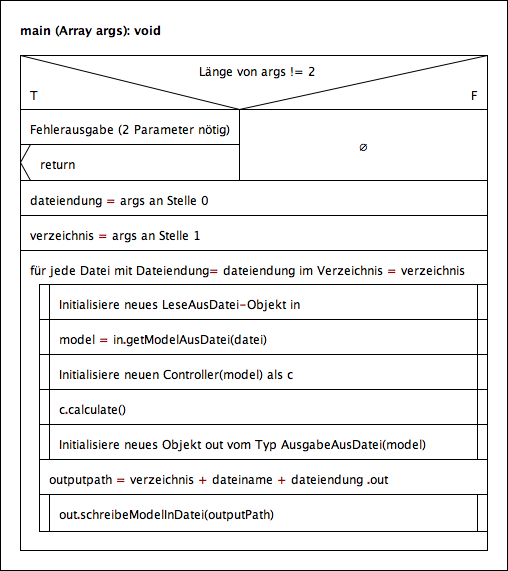 main (Array args): void
Länge von args != 2
T
F
Fehlerausgabe (2 Parameter nötig)
∅
return
dateiendung = args an Stelle 0
verzeichnis = args an Stelle 1
für jede Datei mit Dateiendung= dateiendung im Verzeichnis = verzeichnis
Initialisiere neues LeseAusDatei-Objekt in
model = in.getModelAusDatei(datei)
Initialisiere neuen Controller(model) als c
c.calculate()
Initialisiere neues Objekt out vom Typ AusgabeAusDatei(model)
outputpath = verzeichnis + dateiname + dateiendung .out
out.schreibeModelInDatei(outputPath)